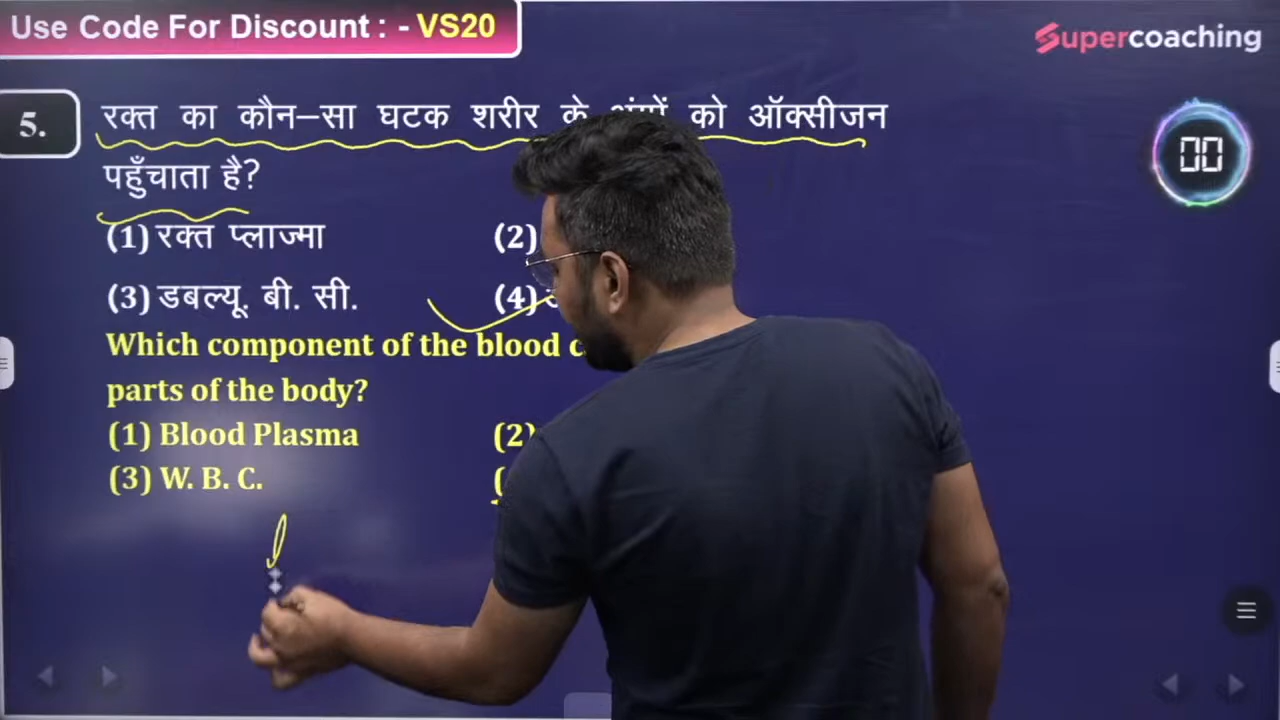 Use Code For Discount : - VS20
Supercoaching
5. रक्त का कौन–सा घटक शरीर के अंगों को ऑक्सीजन
पहुँचाता है?
00
(1) रक्त प्लाज्मा (2)
(3) डबल्यू. बी. सी. (4)
Which component of the blood
parts of the body?
(1) Blood Plasma (2)
(3) W. B. C.